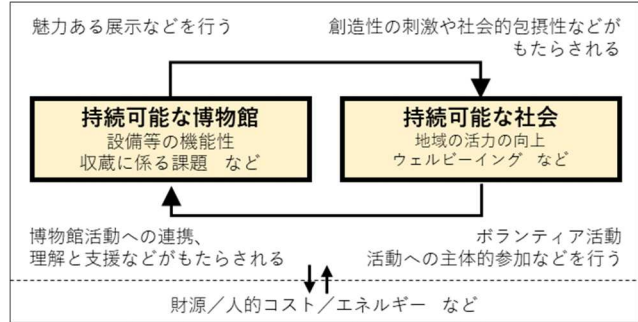 魅力ある展示などを行う
創造性の刺激や社会的包摂性などが
もたらされる
持続可能な博物館
設備等の機能性
収蔵に係る課題　など
持続可能な社会
地域の活力の向上
ウェルビーイング　など
博物館活動への連携、
理解と支援などがもたらされる
ボランティア活動
活動への主体的参加などを行う
財源／人的コスト／エネルギー　など